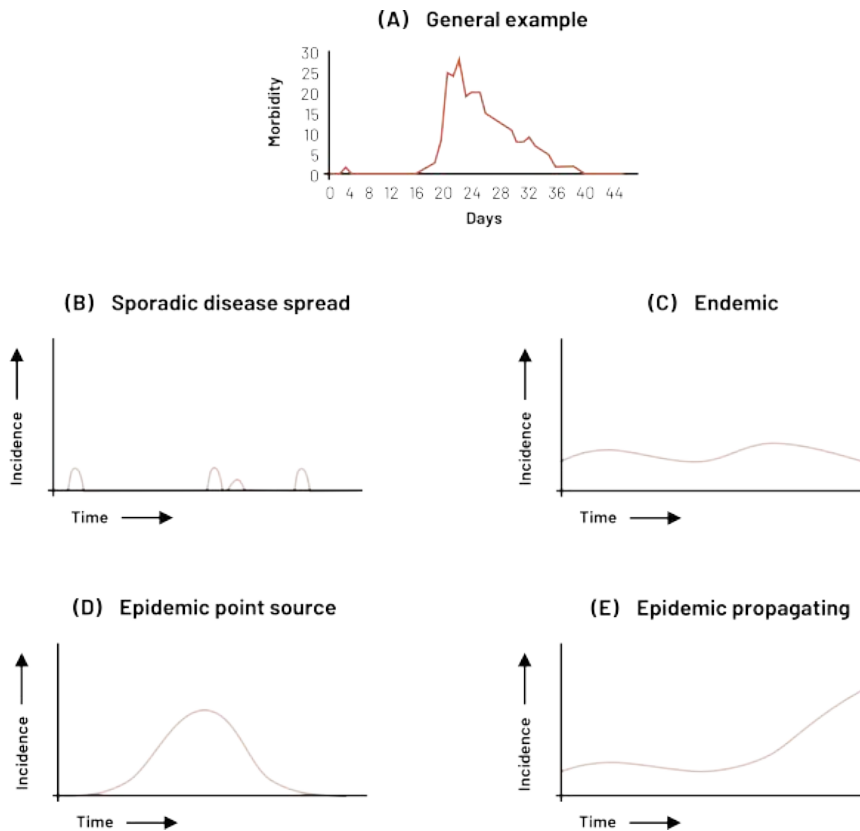 (A) General example
30
25
20
15
10
5
0
Morbidity
0 4 8 12 16 20 24 28 32 36 40 44
Days
(B) Sporadic disease spread
Incidence
Time
(C) Endemic
Incidence
Time
(D) Epidemic point source
Incidence
Time
(E) Epidemic propagating
Incidence
Time